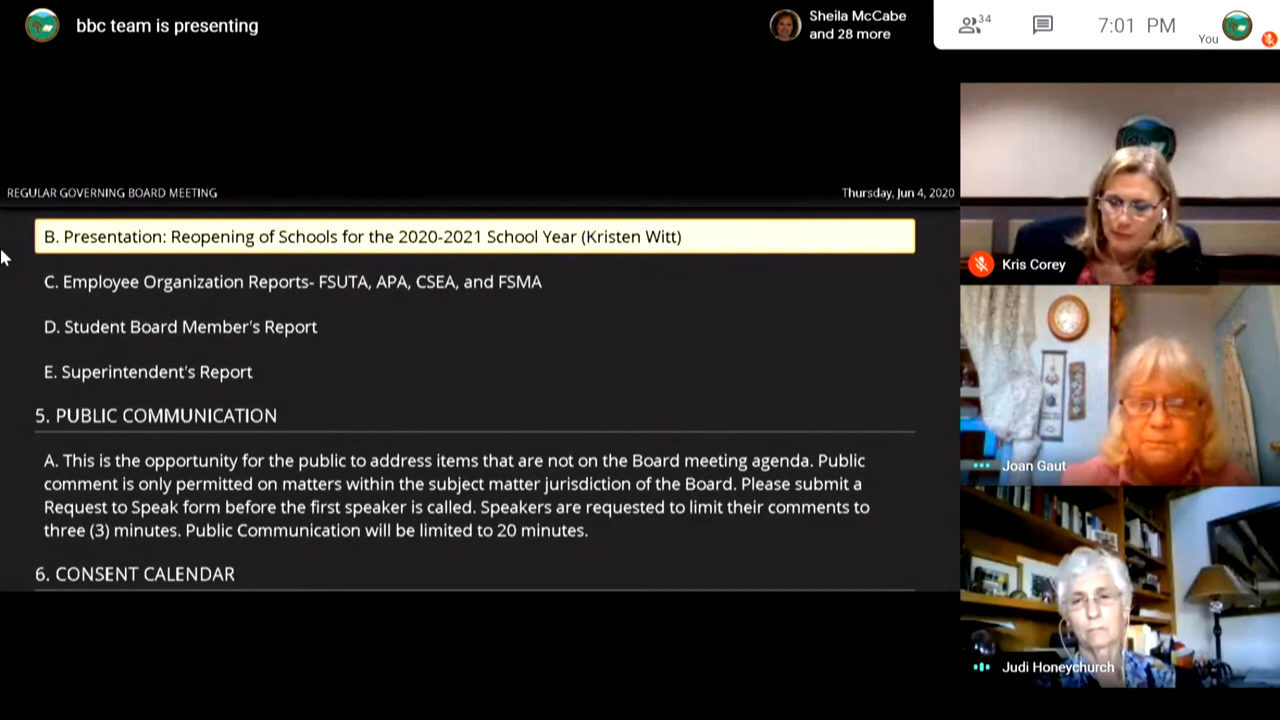 bbc team is presenting
Sheila McCabe
and 28 more
34
7:01 PM
You
REGULAR GOVERNING BOARD MEETING
Thursday, Jun 4, 2020
B. Presentation: Reopening of Schools for the 2020-2021 School Year (Kristen Witt)
C. Employee Organization Reports- FSUTA, APA, CSEA, and FSMA
D. Student Board Member's Report
E. Superintendent's Report
5. PUBLIC COMMUNICATION
A. This is the opportunity for the public to address items that are not on the Board meeting agenda. Public
comment is only permitted on matters within the subject matter jurisdiction of the Board. Please submit a
Request to Speak form before the first speaker is called. Speakers are requested to limit their comments to
three (3) minutes. Public Communication will be limited to 20 minutes.
6. CONSENT CALENDAR
Kris Corey
Joan Gaut
Judi Honeychurch